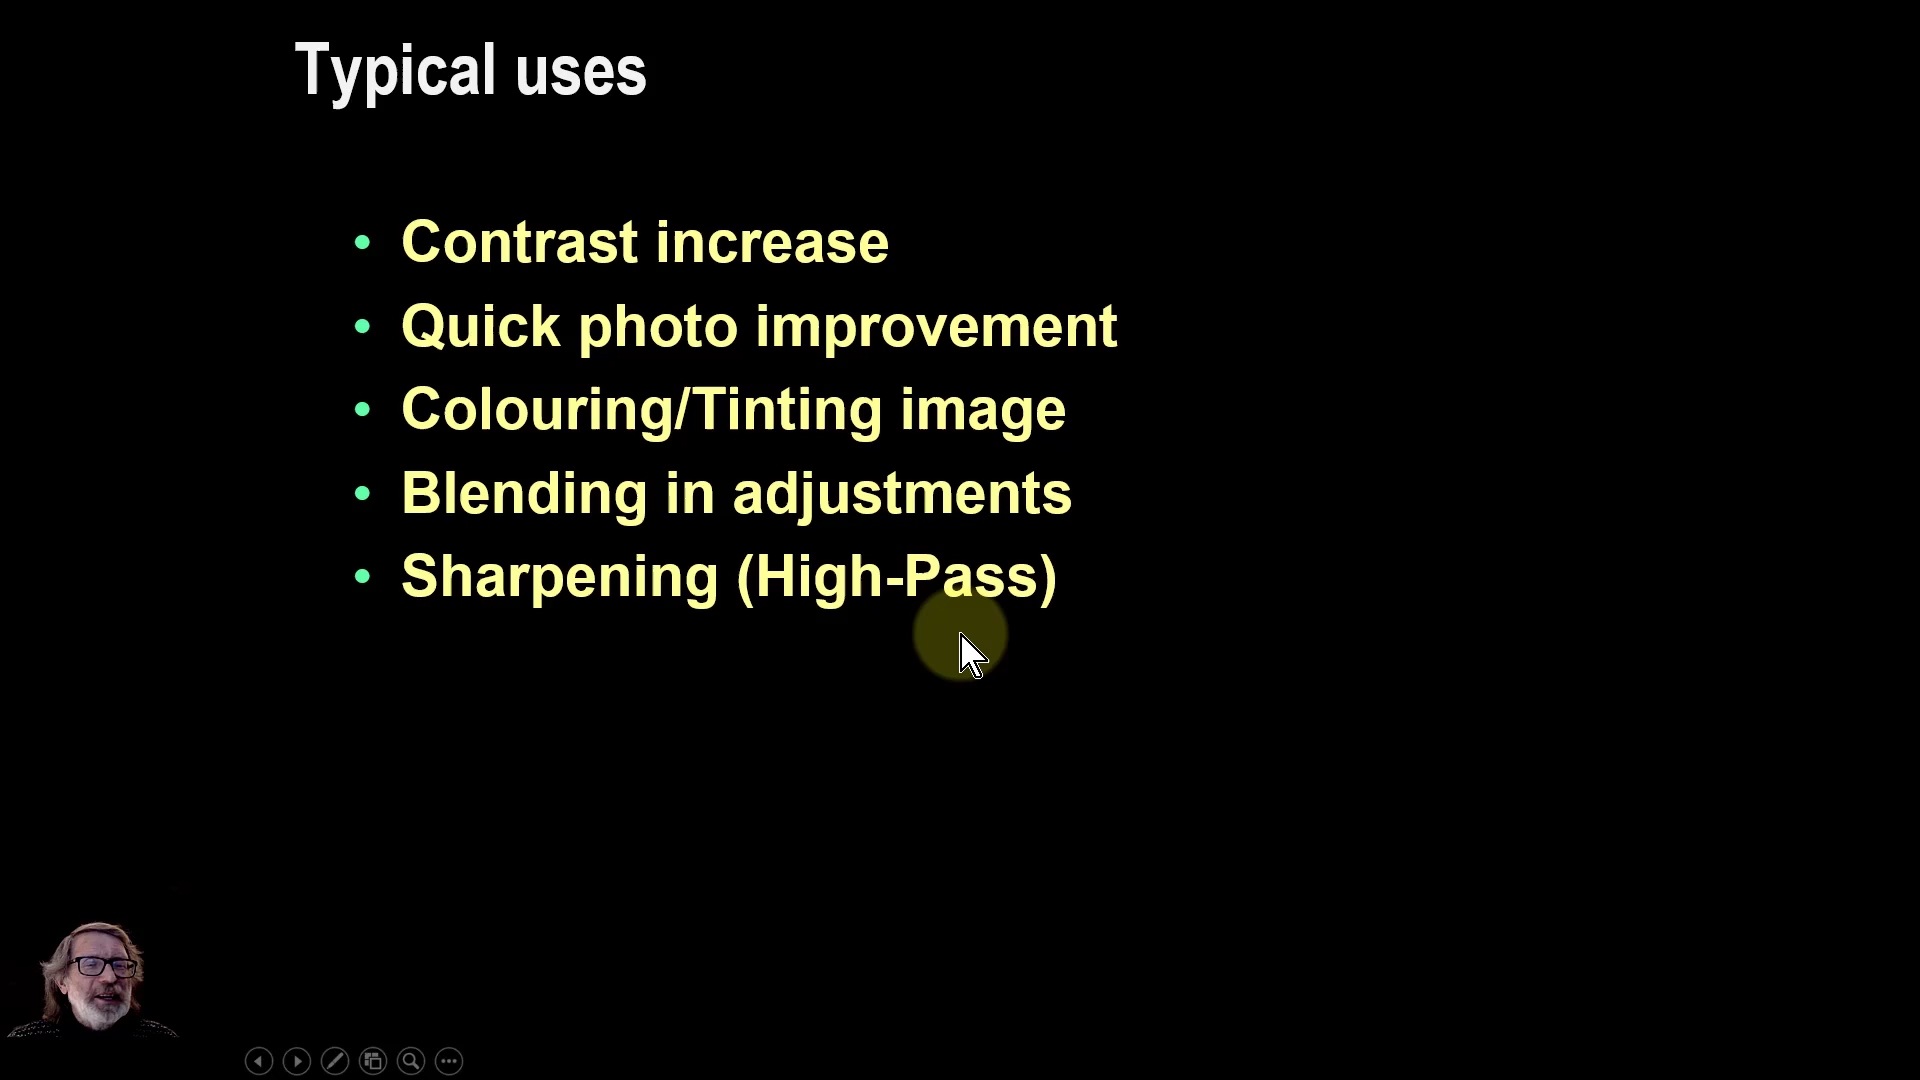 Typical uses
• Contrast increase
• Quick photo improvement
• Colouring/Tinting image
• Blending in adjustments
• Sharpening (High-Pass)